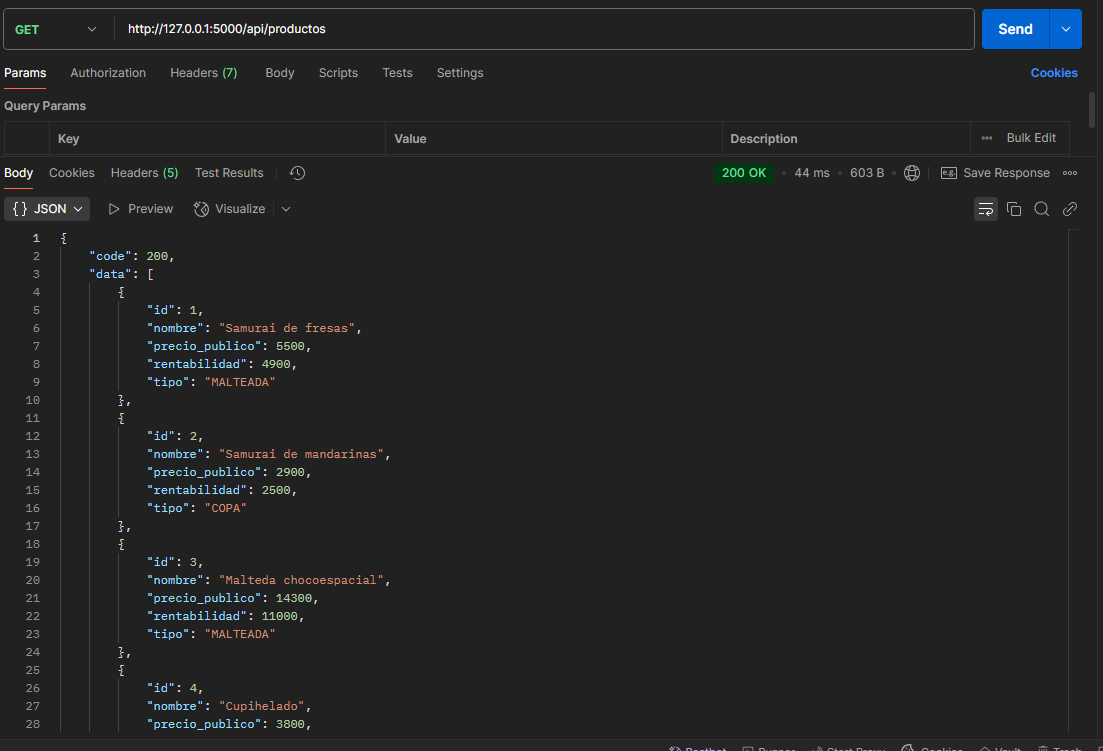 GET http://127.0.0.1:5000/api/productos Send
Params Authorization Headers (7) Body Scripts Tests Settings Cookies
Query Params
Key Value Description Bulk Edit
Body Cookies Headers (5) Test Results 200 OK 44 ms 603 B Save Response
{} JSON Preview Visualize
1 {
2 "code": 200,
3 "data": [
4 {
5 "id": 1,
6 "nombre": "Samurai de fresas",
7 "precio_publico": 5500,
8 "rentabilidad": 4900,
9 "tipo": "MALTEADA"
10 },
11 {
12 "id": 2,
13 "nombre": "Samurai de mandarinas",
14 "precio_publico": 2900,
15 "rentabilidad": 2500,
16 "tipo": "COPA"
17 },
18 {
19 "id": 3,
20 "nombre": "Malteda chocoespacial",
21 "precio_publico": 14300,
22 "rentabilidad": 11000,
23 "tipo": "MALTEADA"
24 },
25 {
26 "id": 4,
27 "nombre": "Cupihelado",
28 "precio_publico": 3800,